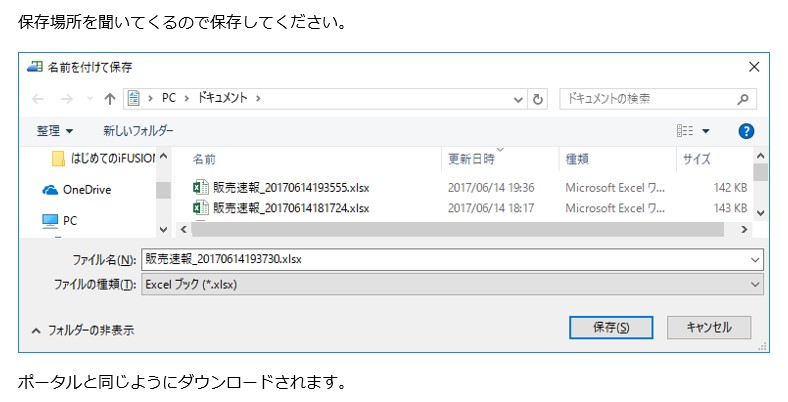 保存場所を聞いてくるので保存してください。
名前を付けて保存
PC ドキュメント
ドキュメントの検索
整理 新しいフォルダー
はじめてのiFUSION
OneDrive
PC
名前 更新日時 種類 サイズ
販売速報_20170614193555.xlsx 2017/06/14 19:36 Microsoft Excel ワ... 142 KB
販売速報_20170614181724.xlsx 2017/06/14 18:17 Microsoft Excel ワ... 143 KB
ファイル名(N): 販売速報_20170614193730.xlsx
ファイルの種類(T): Excel ブック (*.xlsx)
フォルダーの非表示
保存(S) キャンセル
ポータルと同じようにダウンロードされます。